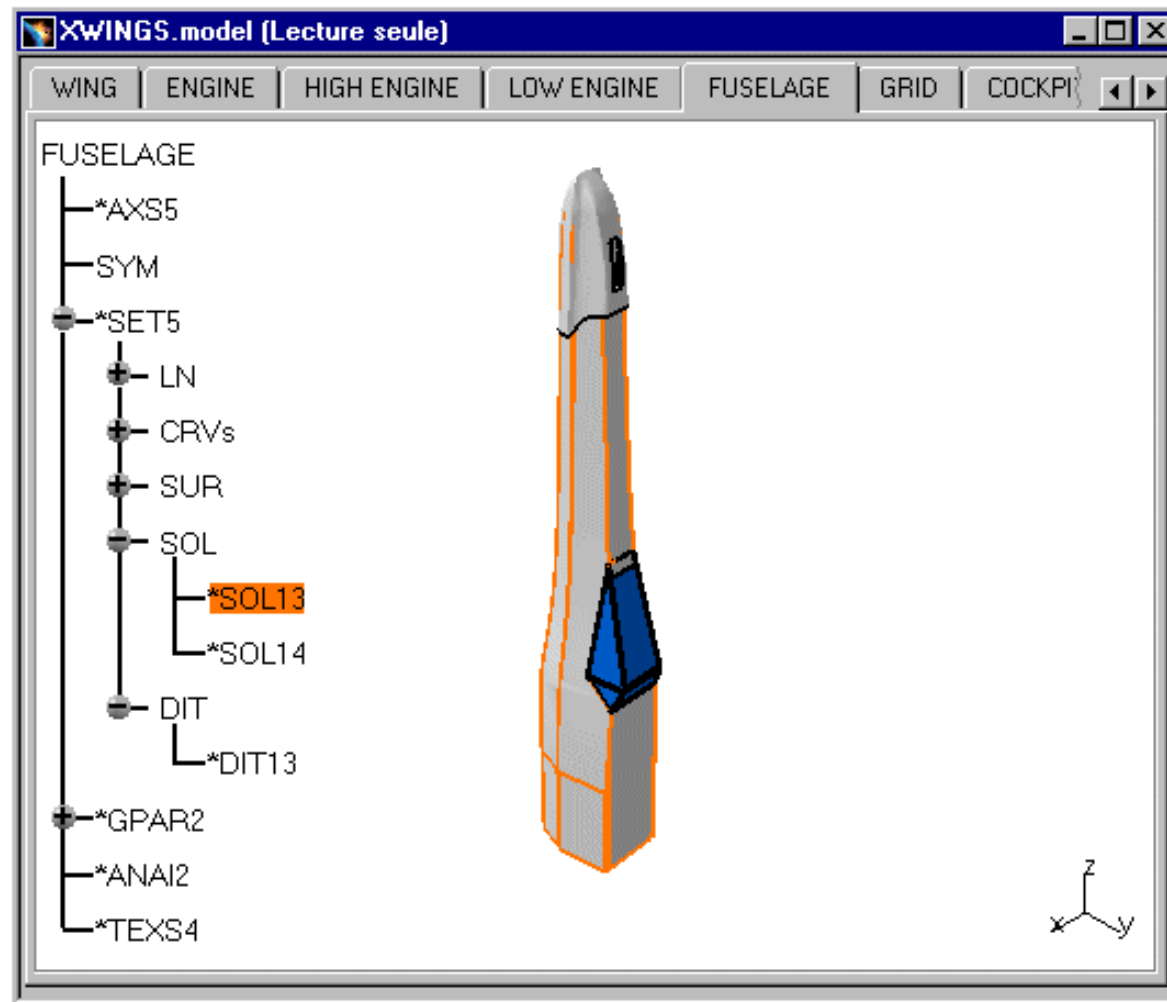 XWINGS.model (Lecture seule)
WING ENGINE HIGH ENGINE LOW ENGINE FUSELAGE GRID COCKPI
FUSELAGE
*AXS5
SYM
*SET5
LN
CRVs
SUR
SOL
*SOL13
*SOL14
DIT
*DIT13
*GPAR2
*ANAI2
*TEXS4
z
x y